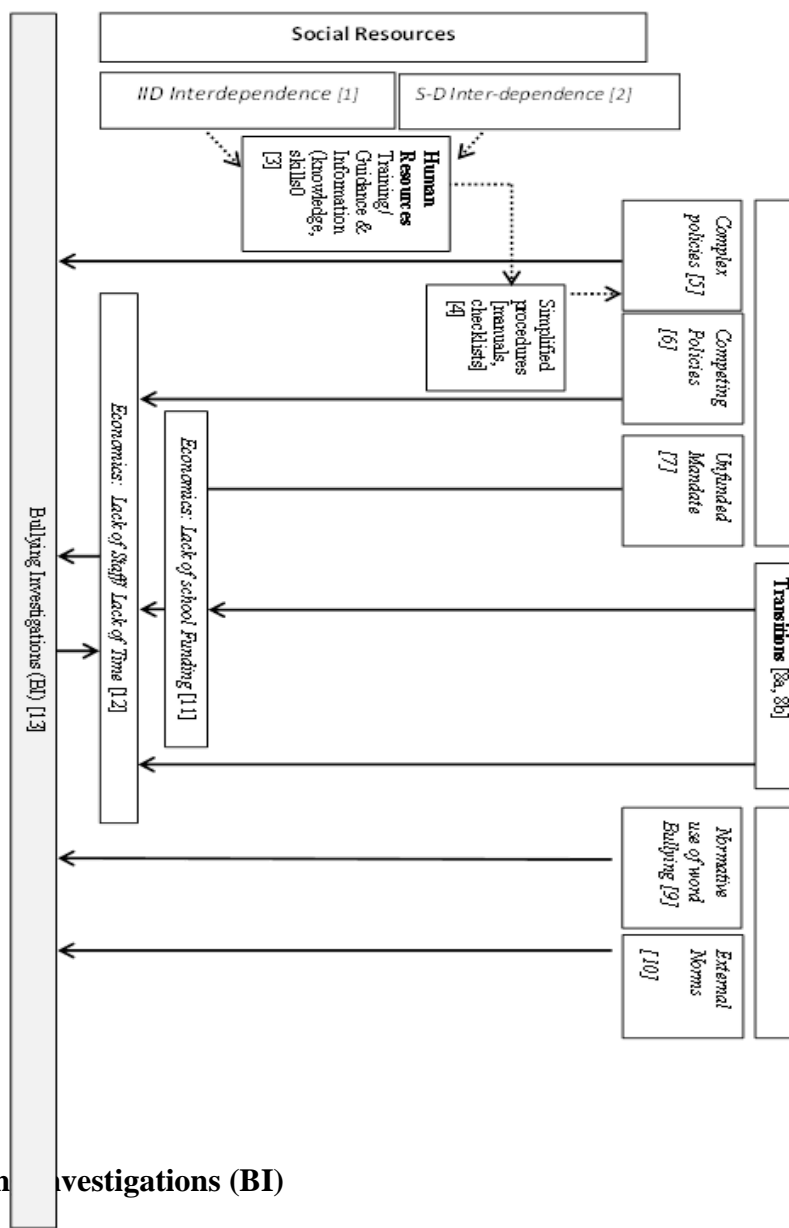 Social Resources
IID Interdependence [1]
S-D Inter-dependence [2]
Human
Resources
Training/
Guidance &
Information
(knowledge,
skills()
[3]
Simplified
procedures
[manuals,
checklists]
[4]
Complex
policies [5]
Competing
Policies
[6]
Unfunded
Mandate
[7]
Transitions [8a, 8b]
Normative
use of word
Bullying [9]
External
Norms
[10]
Economics: Lack of school Funding [11]
Economics: Lack of Staff/ Lack of Time [12]
Bullying Investigations (BI) [13]
vestigations (BI)